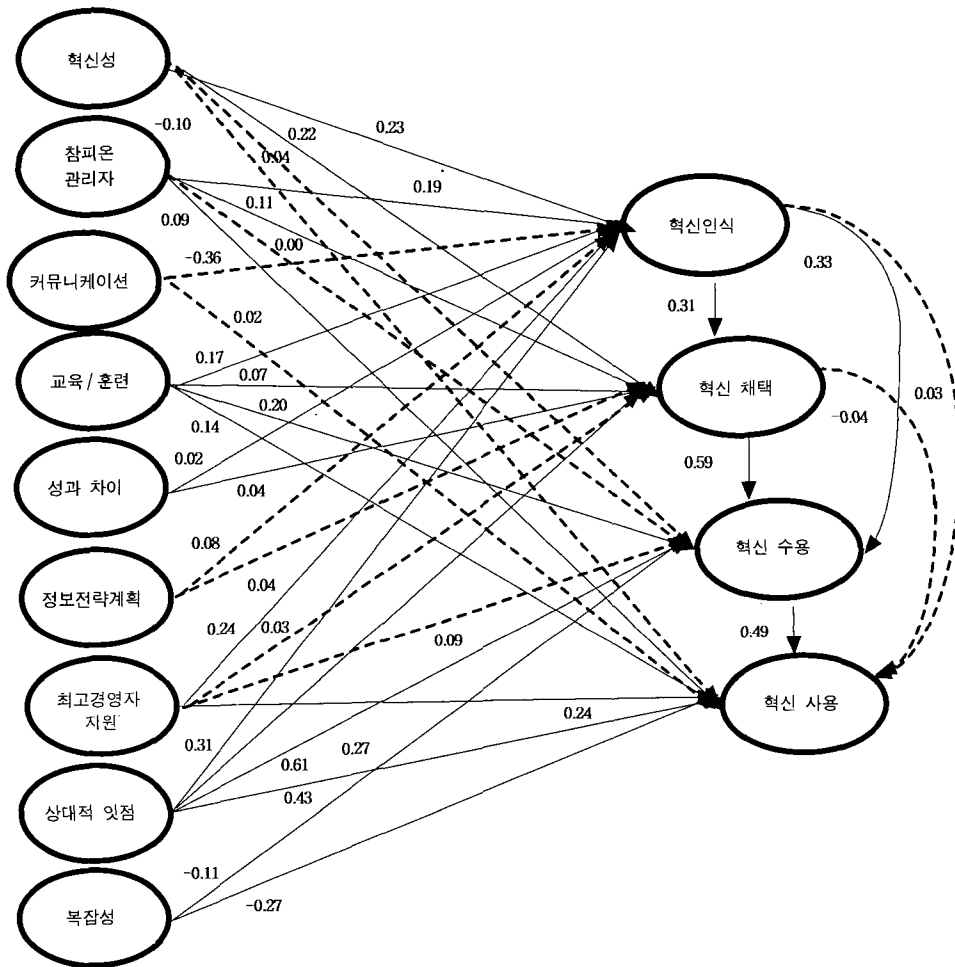 혁신성
참피온
관리자
커뮤니케이션
교육 / 훈련
성과 차이
정보전략계획
최고경영자
지원
상대적 잇점
복잡성
혁신인식
혁신 채택
혁신 수용
혁신 사용
-0.10
0.22
0.23
0.04
0.19
0.09
0.11
0.00
-0.36
0.02
0.17
0.07
0.20
0.14
0.02
0.04
0.08
0.04
0.24
0.03
0.09
0.24
0.31
0.61
0.27
0.43
-0.11
-0.27
0.33
0.31
0.03
-0.04
0.59
0.49